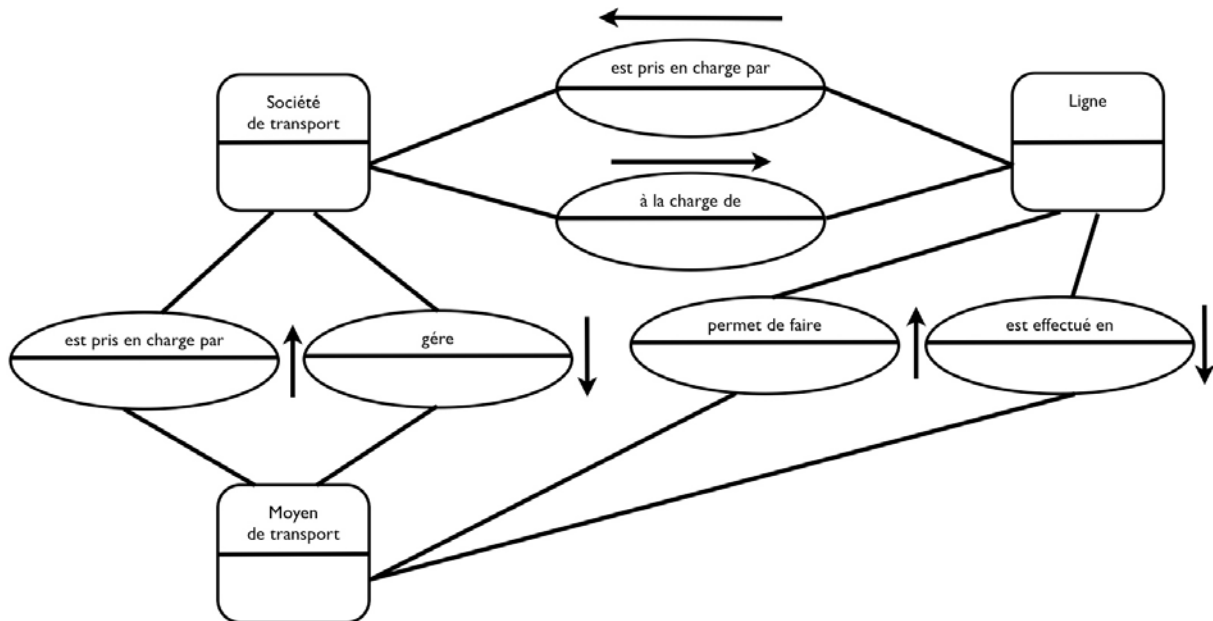 est pris en charge par
Société
de transport
Ligne
à la charge de
est pris en charge par
gére
permet de faire
est effectué en
Moyen
de transport